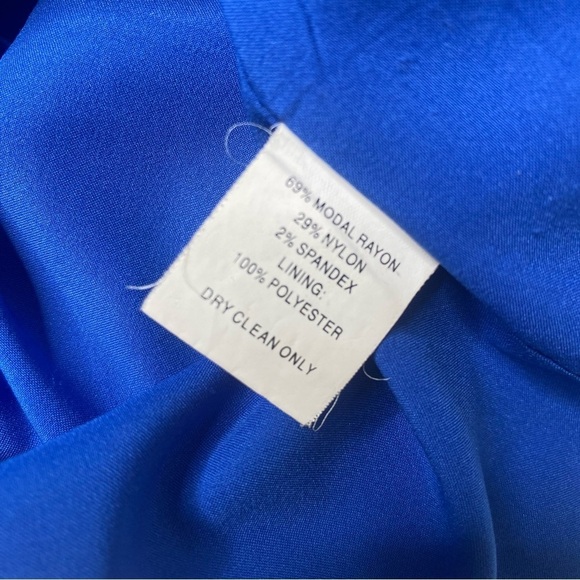 69% MODAL RAYON
29% NYLON
2% SPANDEX
LINING:
100% POLYESTER
DRY CLEAN ONLY